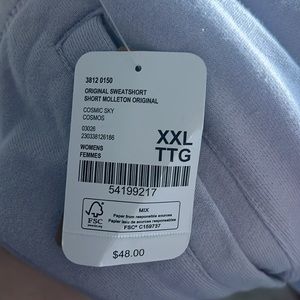 3812 0150
ORIGINAL SWEATSHORT
SHORT MOLLETON ORIGINAL
COSMIC SKY
COSMOS
03026
230338126186
WOMENS
FEMMES
XXL
TTG
54199217
FSC
MIX
Paper from responsible sources
Papier issu de sources responsables
FSC® C159737
$48.00